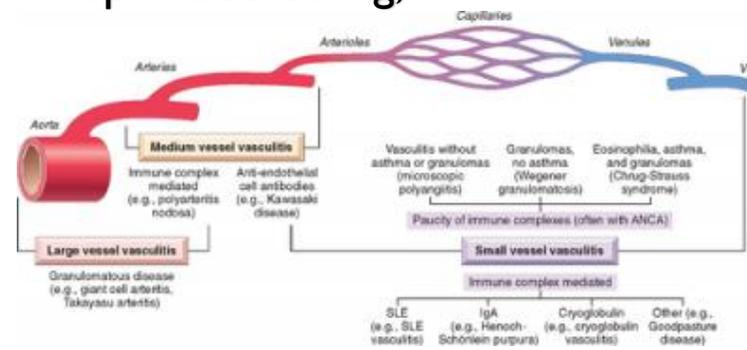 Capillaries
Arterioles
Venules
Arteries
Aorta
Medium vessel vasculitis
Immune complex
mediated
(e.g., polyarteritis
nodosa)
Anti-endothelial
cell antibodies
(e.g., Kawasaki
disease)
Vasculitis without
asthma or granulomas
(microscopic
polyangiitis)
Granulomas,
no asthma
(Wegener
granulomatosis)
Eosinophilia, asthma,
and granulomas
(Chrug-Strauss
syndrome)
Paucity of immune complexes (often with ANCA)
Large vessel vasculitis
Small vessel vasculitis
Granulomatous disease
(e.g., giant cell arteritis,
Takayasu arteritis)
Immune complex mediated
SLE
(e.g., SLE
vasculitis)
IgA
(e.g., Henoch-
Schönlein purpura)
Cryoglobulin
(e.g., cryoglobulin
vasculitis)
Other (e.g.,
Goodpasture
disease)